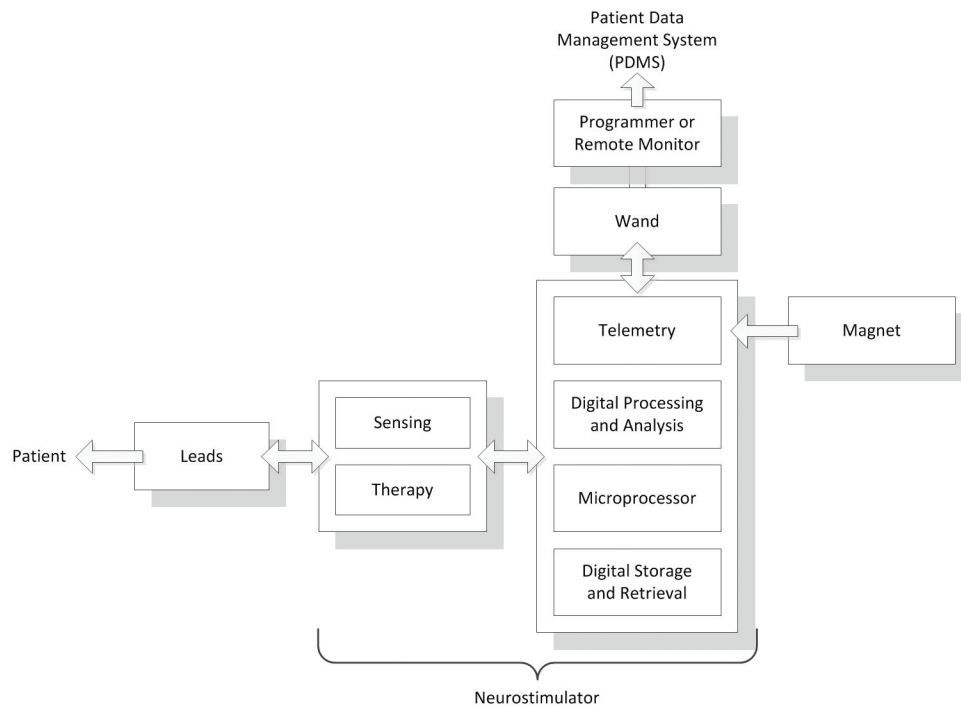 Patient Data
Management System
(PDMS)
Programmer or
Remote Monitor
Wand
Telemetry
Magnet
Digital Processing
and Analysis
Sensing
Patient
Leads
Therapy
Microprocessor
Digital Storage
and Retrieval
Neurostimulator